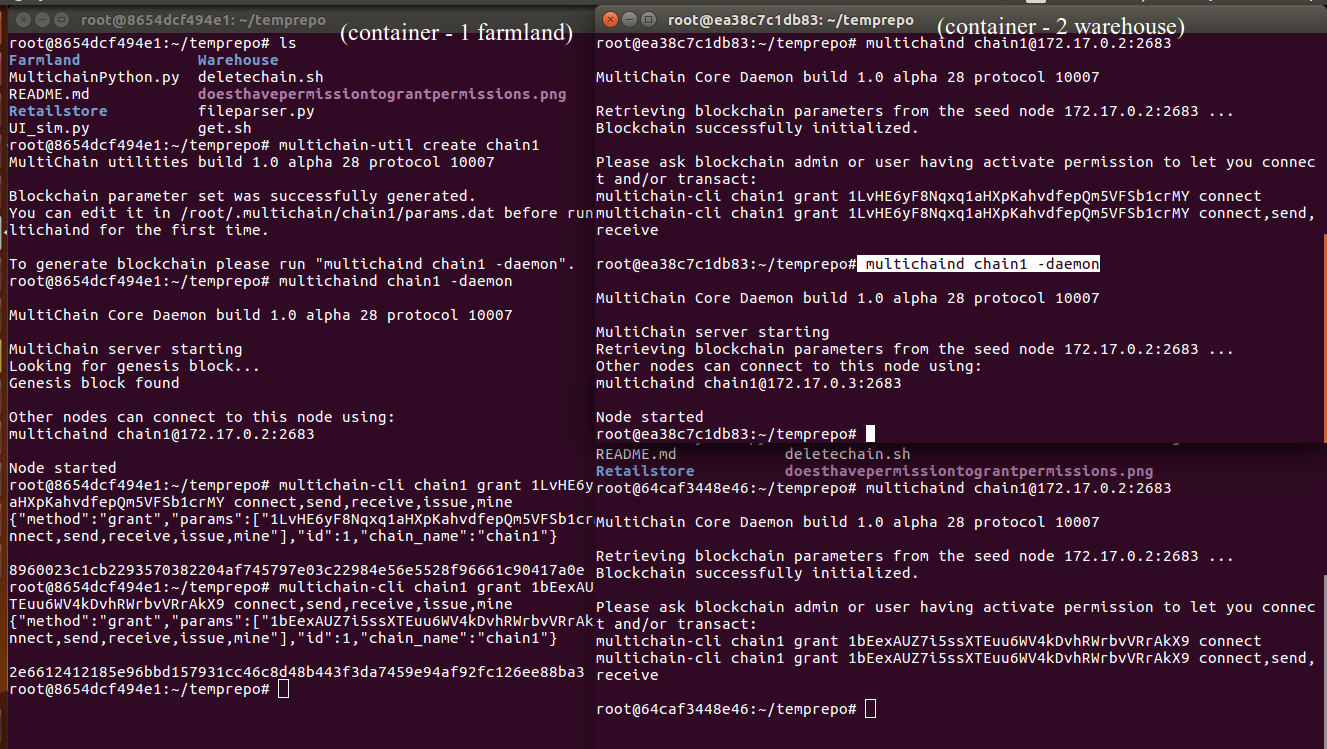 root@8654dcf494e1: ~/temprepo
(container - 1 farmland)
root@8654dcf494e1:~/temprepo# ls
Farmland Warehouse
MultichainPython.py deletechain.sh
README.md doesthavepermissiontograntpermissions.png
Retailstore fileparser.py
UI_sim.py get.sh
root@8654dcf494e1:~/temprepo# multichain-util create chain1
MultiChain utilities build 1.0 alpha 28 protocol 10007
Blockchain parameter set was successfully generated.
You can edit it in /root/.multichain/chain1/params.dat before run
ltichaind for the first time.
To generate blockchain please run "multichaind chain1 -daemon".
root@8654dcf494e1:~/temprepo# multichaind chain1 -daemon
MultiChain Core Daemon build 1.0 alpha 28 protocol 10007
MultiChain server starting
Looking for genesis block...
Genesis block found
Other nodes can connect to this node using:
multichaind chain1@172.17.0.2:2683
Node started
root@8654dcf494e1:~/temprepo# multichain-cli chain1 grant 1LvHE6y
aHXpKahvdfepQm5VFSb1crMY connect,send,receive,issue,mine
{"method":"grant","params":["1LvHE6yF8Nqxq1aHXpKahvdfepQm5VFSb1cr
nnect,send,receive,issue,mine"],"id":1,"chain_name":"chain1"}
8960023c1cb2293570382204af745797e03c22984e56e5528f96661c90417a0e
root@8654dcf494e1:~/temprepo# multichain-cli chain1 grant 1bEexAU
TEuu6WV4kDvhRWrbvVRrAkX9 connect,send,receive,issue,mine
{"method":"grant","params":["1bEexAUZ7i5ssXTEuu6WV4kDvhRWrbvVRrAk
nnect,send,receive,issue,mine"],"id":1,"chain_name":"chain1"}
2e6612412185e96bbd157931cc46c8d48b443f3da7459e94af92fc126ee88ba3
root@8654dcf494e1:~/temprepo#
root@ea38c7c1db83: ~/temprepo
(container - 2 warehouse)
root@ea38c7c1db83:~/temprepo# multichaind chain1@172.17.0.2:2683
MultiChain Core Daemon build 1.0 alpha 28 protocol 10007
Retrieving blockchain parameters from the seed node 172.17.0.2:2683 ...
Blockchain successfully initialized.
Please ask blockchain admin or user having activate permission to let you connec
t and/or transact:
multichain-cli chain1 grant 1LvHE6yF8Nqxq1aHXpKahvdfepQm5VFSb1crMY connect
multichain-cli chain1 grant 1LvHE6yF8Nqxq1aHXpKahvdfepQm5VFSb1crMY connect,send,
receive
root@ea38c7c1db83:~/temprepo# multichaind chain1 -daemon
MultiChain Core Daemon build 1.0 alpha 28 protocol 10007
MultiChain server starting
Retrieving blockchain parameters from the seed node 172.17.0.2:2683 ...
Other nodes can connect to this node using:
multichaind chain1@172.17.0.3:2683
Node started
root@ea38c7c1db83:~/temprepo#
README.md deletechain.sh
Retailstore doesthavepermissiontograntpermissions.png
root@64caf3448e46:~/temprepo# multichaind chain1@172.17.0.2:2683
MultiChain Core Daemon build 1.0 alpha 28 protocol 10007
Retrieving blockchain parameters from the seed node 172.17.0.2:2683 ...
Blockchain successfully initialized.
Please ask blockchain admin or user having activate permission to let you connec
t and/or transact:
multichain-cli chain1 grant 1bEexAUZ7i5ssXTEuu6WV4kDvhRWrbvVRrAkX9 connect
multichain-cli chain1 grant 1bEexAUZ7i5ssXTEuu6WV4kDvhRWrbvVRrAkX9 connect,send,
receive
root@64caf3448e46:~/temprepo#